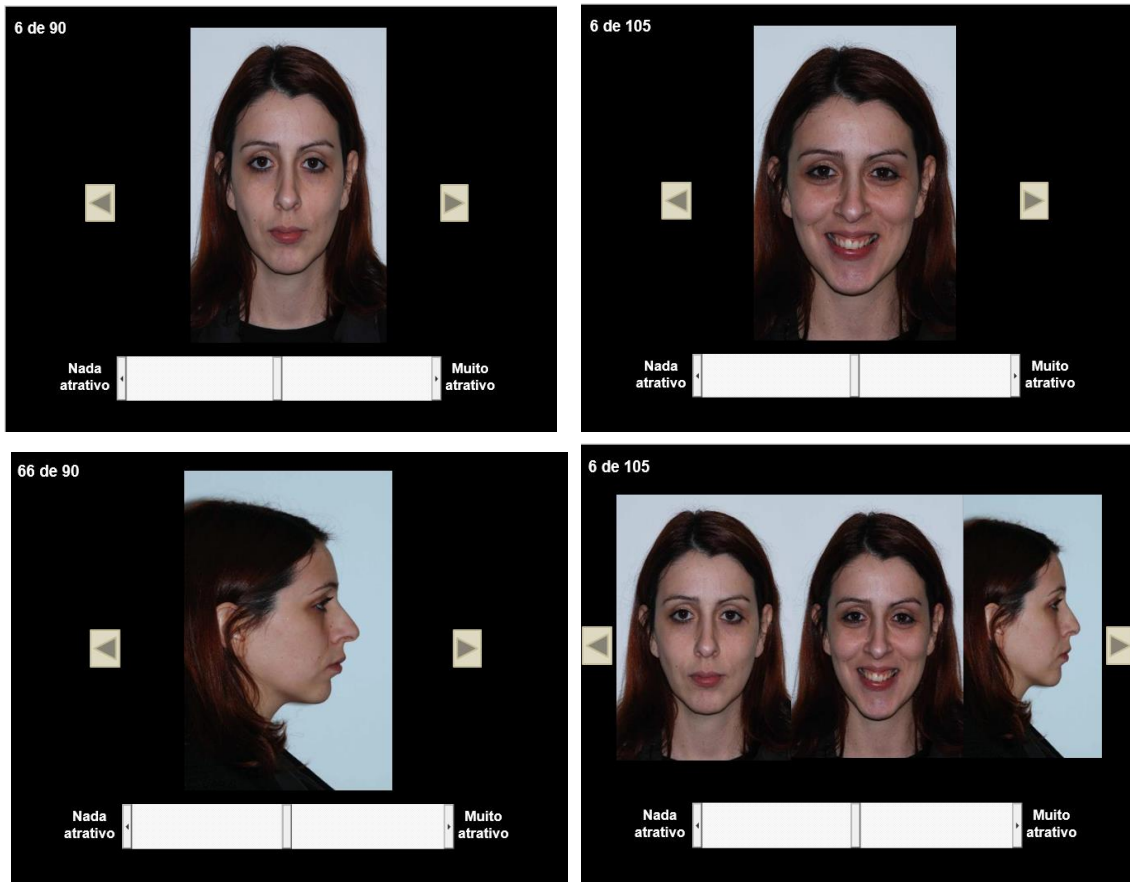 6 de 90
Nada
atrativo
Muito
atrativo
6 de 105
Nada
atrativo
Muito
atrativo
66 de 90
Nada
atrativo
Muito
atrativo
6 de 105
Nada
atrativo
Muito
atrativo